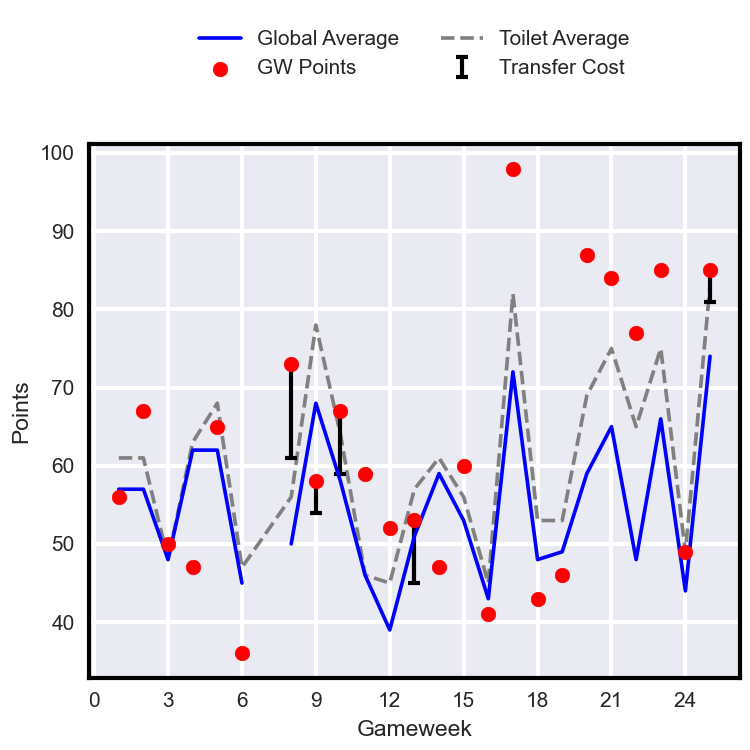 Global Average
Toilet Average
GW Points
Transfer Cost
100
90
80
70
60
50
40
Points
0 3 6 9 12 15 18 21 24
Gameweek